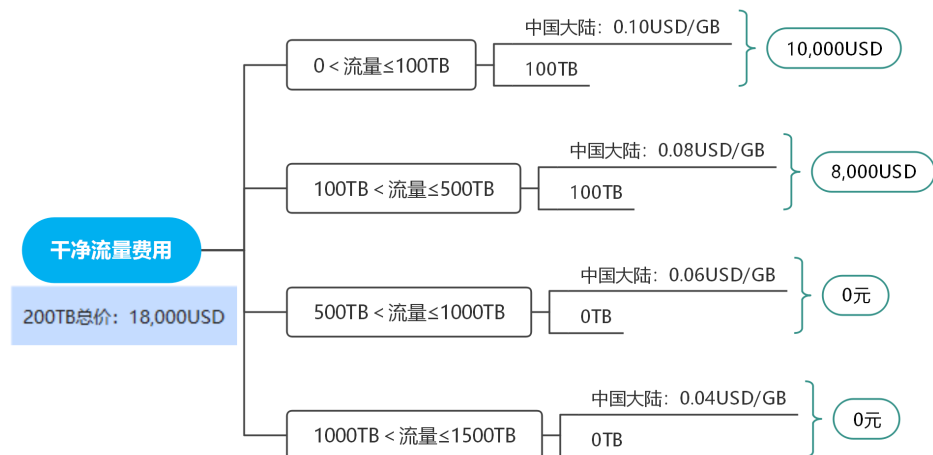 中国大陆：0.10USD/GB
0＜流量≤100TB
100TB
10,000USD
中国大陆：0.08USD/GB
100TB＜流量≤500TB
100TB
8,000USD
干净流量费用
200TB总价：18,000USD
中国大陆：0.06USD/GB
500TB＜流量≤1000TB
0TB
0元
中国大陆：0.04USD/GB
1000TB＜流量≤1500TB
0TB
0元